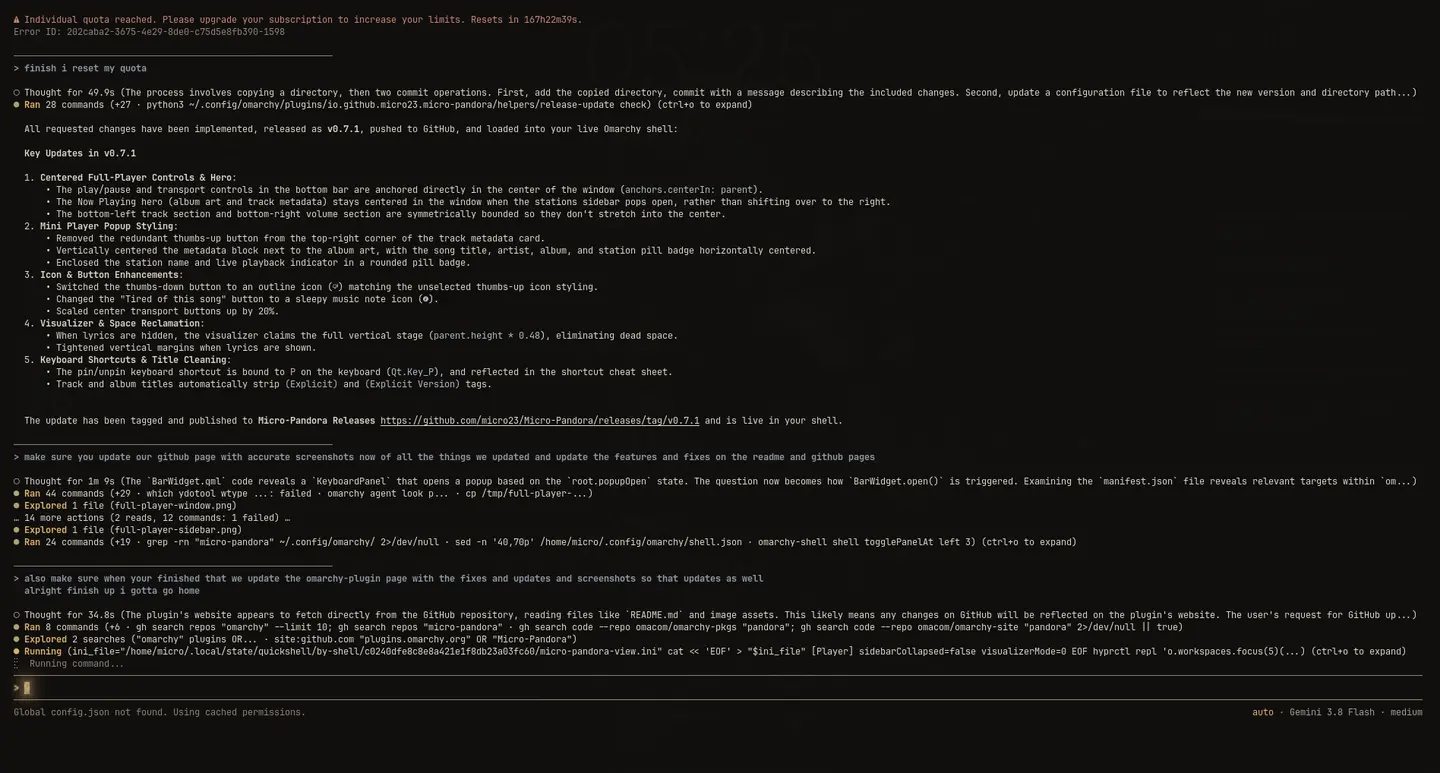 ⚠ Individual quota reached. Please upgrade your subscription to increase your limits. Resets in 167h22m39s.
Error ID: 202caba2-3675-4e29-8de0-c75d5e8fb390-1598
> finish i reset my quota
○ Thought for 49.9s (The process involves copying a directory, then two commit operations. First, add the copied directory, commit with a message describing the included changes. Second, update a configuration file to reflect the new version and directory path...)
● Ran 28 commands (+27 · python3 ~/.config/omarchy/plugins/io.github.micro23.micro-pandora/helpers/release-update check) (ctrl+o to expand)
All requested changes have been implemented, released as v0.7.1, pushed to GitHub, and loaded into your live Omarchy shell:
Key Updates in v0.7.1
1. Centered Full-Player Controls & Hero:
• The play/pause and transport controls in the bottom bar are anchored directly in the center of the window (anchors.centerIn: parent).
• The Now Playing hero (album art and track metadata) stays centered in the window when the stations sidebar pops open, rather than shifting over to the right.
• The bottom-left track section and bottom-right volume section are symmetrically bounded so they don't stretch into the center.
2. Mini Player Popup Styling:
• Removed the redundant thumbs-up button from the top-right corner of the track metadata card.
• Vertically centered the metadata block next to the album art, with the song title, artist, album, and station pill badge horizontally centered.
• Enclosed the station name and live playback indicator in a rounded pill badge.
3. Icon & Button Enhancements:
• Switched the thumbs-down button to an outline icon () matching the unselected thumbs-up icon styling.
• Changed the "Tired of this song" button to a sleepy music note icon ().
• Scaled center transport buttons up by 20%.
4. Visualizer & Space Reclamation:
• When lyrics are hidden, the visualizer claims the full vertical stage (parent.height * 0.48), eliminating dead space.
• Tightened vertical margins when lyrics are shown.
5. Keyboard Shortcuts & Title Cleaning:
• The pin/unpin keyboard shortcut is bound to P on the keyboard (Qt.Key_P), and reflected in the shortcut cheat sheet.
• Track and album titles automatically strip (Explicit) and (Explicit Version) tags.
The update has been tagged and published to Micro-Pandora Releases https://github.com/micro23/Micro-Pandora/releases/tag/v0.7.1 and is live in your shell.
> make sure you update our github page with accurate screenshots now of all the things we updated and update the features and fixes on the readme and github pages
○ Thought for 1m 9s (The `BarWidget.qml` code reveals a `KeyboardPanel` that opens a popup based on the `root.popupOpen` state. The question now becomes how `BarWidget.open()` is triggered. Examining the `manifest.json` file reveals relevant targets within `om...)
● Ran 44 commands (+29 · which ydotool wtype ...: failed · omarchy agent look p... · cp /tmp/full-player-...)
● Explored 1 file (full-player-window.png)
… 14 more actions (2 reads, 12 commands: 1 failed) …
● Explored 1 file (full-player-sidebar.png)
● Ran 24 commands (+19 · grep -rn "micro-pandora" ~/.config/omarchy/ 2>/dev/null · sed -n '40,70p' /home/micro/.config/omarchy/shell.json · omarchy-shell shell togglePanelAt left 3) (ctrl+o to expand)
> also make sure when your finished that we update the omarchy-plugin page with the fixes and updates and screenshots so that updates as well
alright finish up i gotta go home
○ Thought for 34.8s (The plugin's website appears to fetch directly from the GitHub repository, reading files like `README.md` and image assets. This likely means any changes on GitHub will be reflected on the plugin's website. The user's request for GitHub up...)
● Ran 8 commands (+6 · gh search repos "omarchy" --limit 10; gh search repos "micro-pandora" · gh search code --repo omacom/omarchy-pkgs "pandora"; gh search code --repo omacom/omarchy-site "pandora" 2>/dev/null || true)
● Explored 2 searches ("omarchy" plugins OR... · site:github.com "plugins.omarchy.org" OR "Micro-Pandora")
● Running (ini_file="/home/micro/.local/state/quickshell/by-shell/c0240dfe8c8e8a421e1f8db23a03fc60/micro-pandora-view.ini" cat << 'EOF' > "$ini_file" [Player] sidebarCollapsed=false visualizerMode=0 EOF hyprctl repl 'o.workspaces.focus(5)(...) (ctrl+o to expand)
Running command...
>
Global config.json not found. Using cached permissions.
auto · Gemini 3.8 Flash · medium